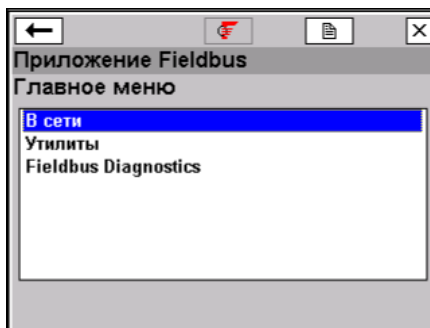 Приложение Fieldbus
Главное меню
В сети
Утилиты
Fieldbus Diagnostics